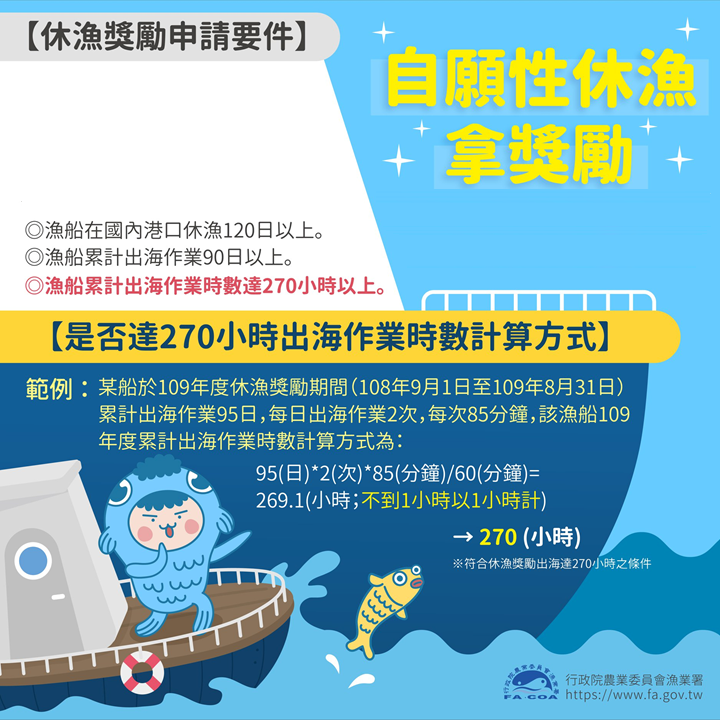 【休漁獎勵申請要件】
自願性休漁
拿獎勵
◎漁船在國內港口休漁120日以上。
◎漁船累計出海作業90日以上。
◎漁船累計出海作業時數達270小時以上。
【是否達270小時出海作業時數計算方式】
範例：某船於109年度休漁獎勵期間（108年9月1日至109年8月31日）
累計出海作業95日，每日出海作業2次，每次85分鐘，該漁船109
年度累計出海作業時數計算方式為：
95(日)*2(次)*85(分鐘)/60(分鐘)=
269.1(小時；不到1小時以1小時計)
→ 270 (小時)
※符合休漁獎勵出海達270小時之條件
行政院農業委員會漁業署
FA-COA
行政院農業委員會漁業署
https://www.fa.gov.tw